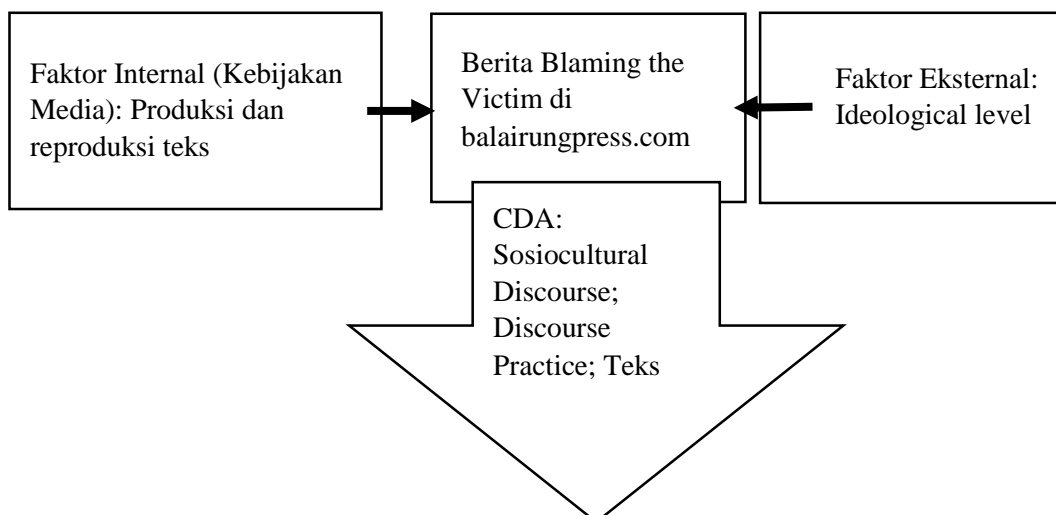 Faktor Internal (Kebijakan
Media): Produksi dan
reproduksi teks
Berita Blaming the
Victim di
balairungpress.com
Faktor Eksternal:
Ideological level
CDA:
Sosiocultural
Discourse;
Discourse
Practice; Teks